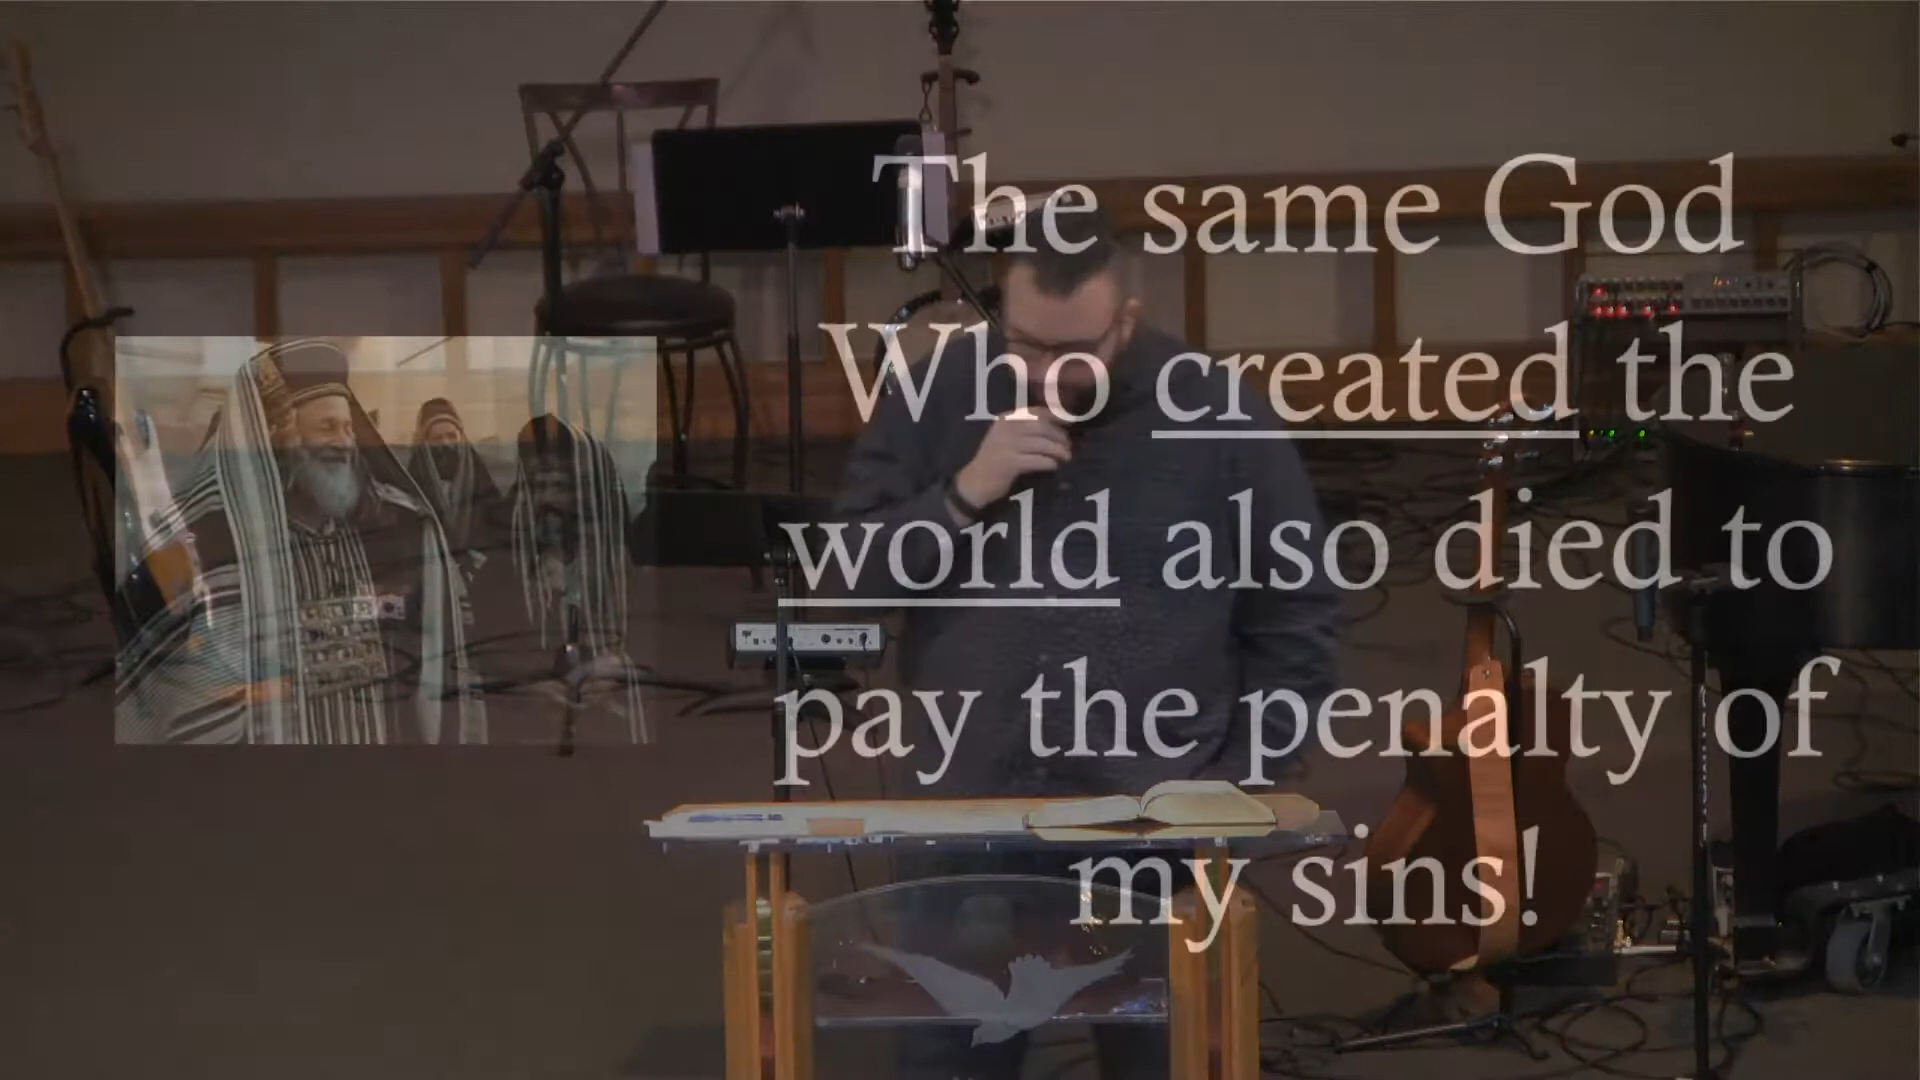 The same God
Who created the
world also died to
pay the penalty of
my sins!